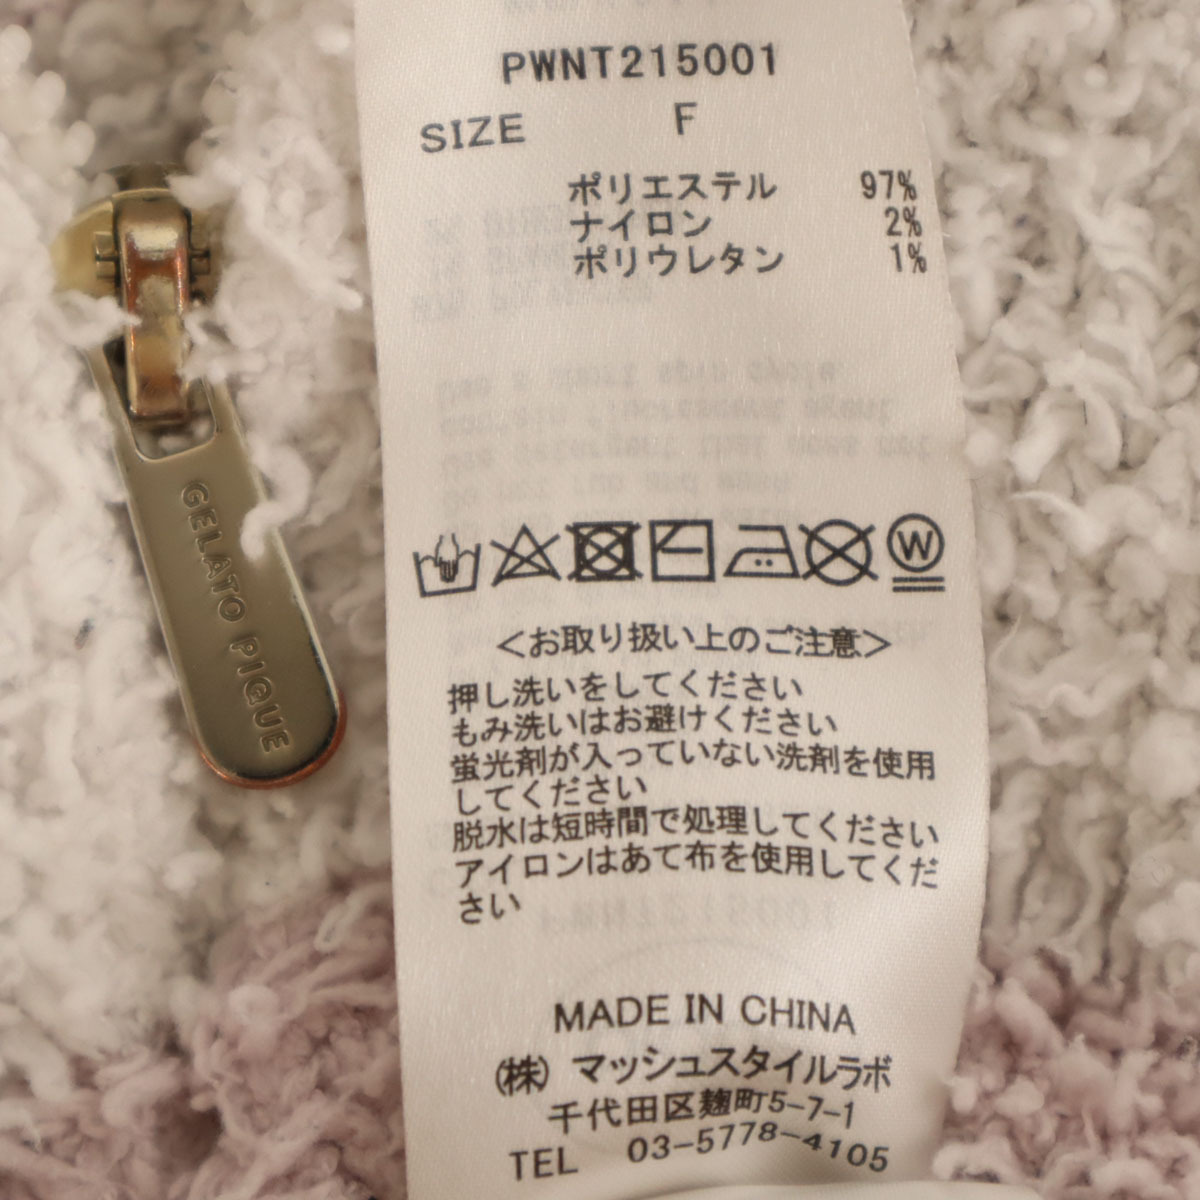 PWNT215001
SIZE F
ポリエステル 97%
ナイロン 2%
ポリウレタン 1%
GELATO PIQUE
W
<お取り扱い上のご注意>
押し洗いをしてください
もみ洗いはお避けください
蛍光剤が入っていない洗剤を使用
してください
脱水は短時間で処理してください
アイロンはあて布を使用してくだ
さい
MADE IN CHINA
(株) マッシュスタイルラボ
千代田区麹町5-7-1
TEL 03-5778-4105